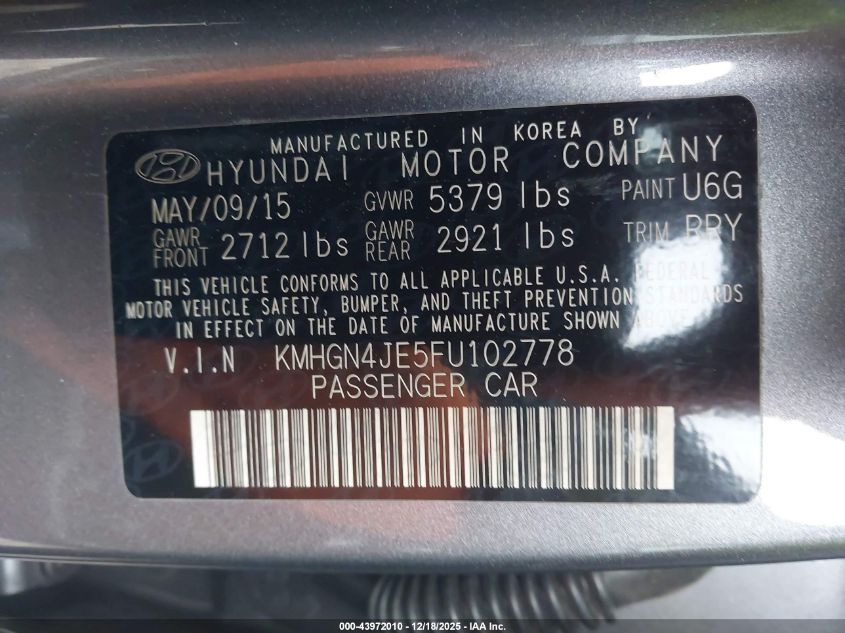 MANUFACTURED IN KOREA BY
HYUNDAI MOTOR COMPANY
MAY/09/15 GVWR 5379 lbs PAINT U6G
GAWR FRONT 2712 lbs GAWR REAR 2921 lbs TRIM RRY
THIS VEHICLE CONFORMS TO ALL APPLICABLE U.S.A. FEDERAL
MOTOR VEHICLE SAFETY, BUMPER, AND THEFT PREVENTION STANDARDS
IN EFFECT ON THE DATE OF MANUFACTURE SHOWN ABOVE.
V.I.N KMHGN4JE5FU102778
PASSENGER CAR
000-43972010 - 12/18/2025 - IAA Inc.